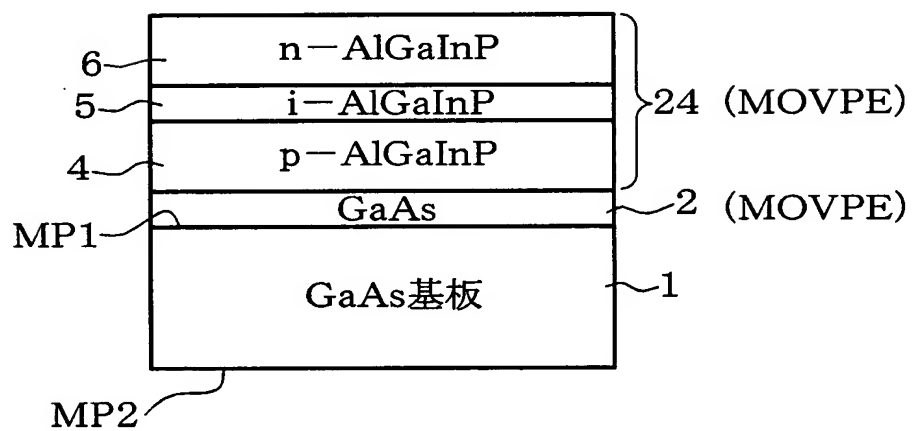 n－AlGaInP
6
5
i－AlGaInP
24 (MOVPE)
p－AlGaInP
4
GaAs
2 (MOVPE)
MP1
GaAs基板
1
MP2